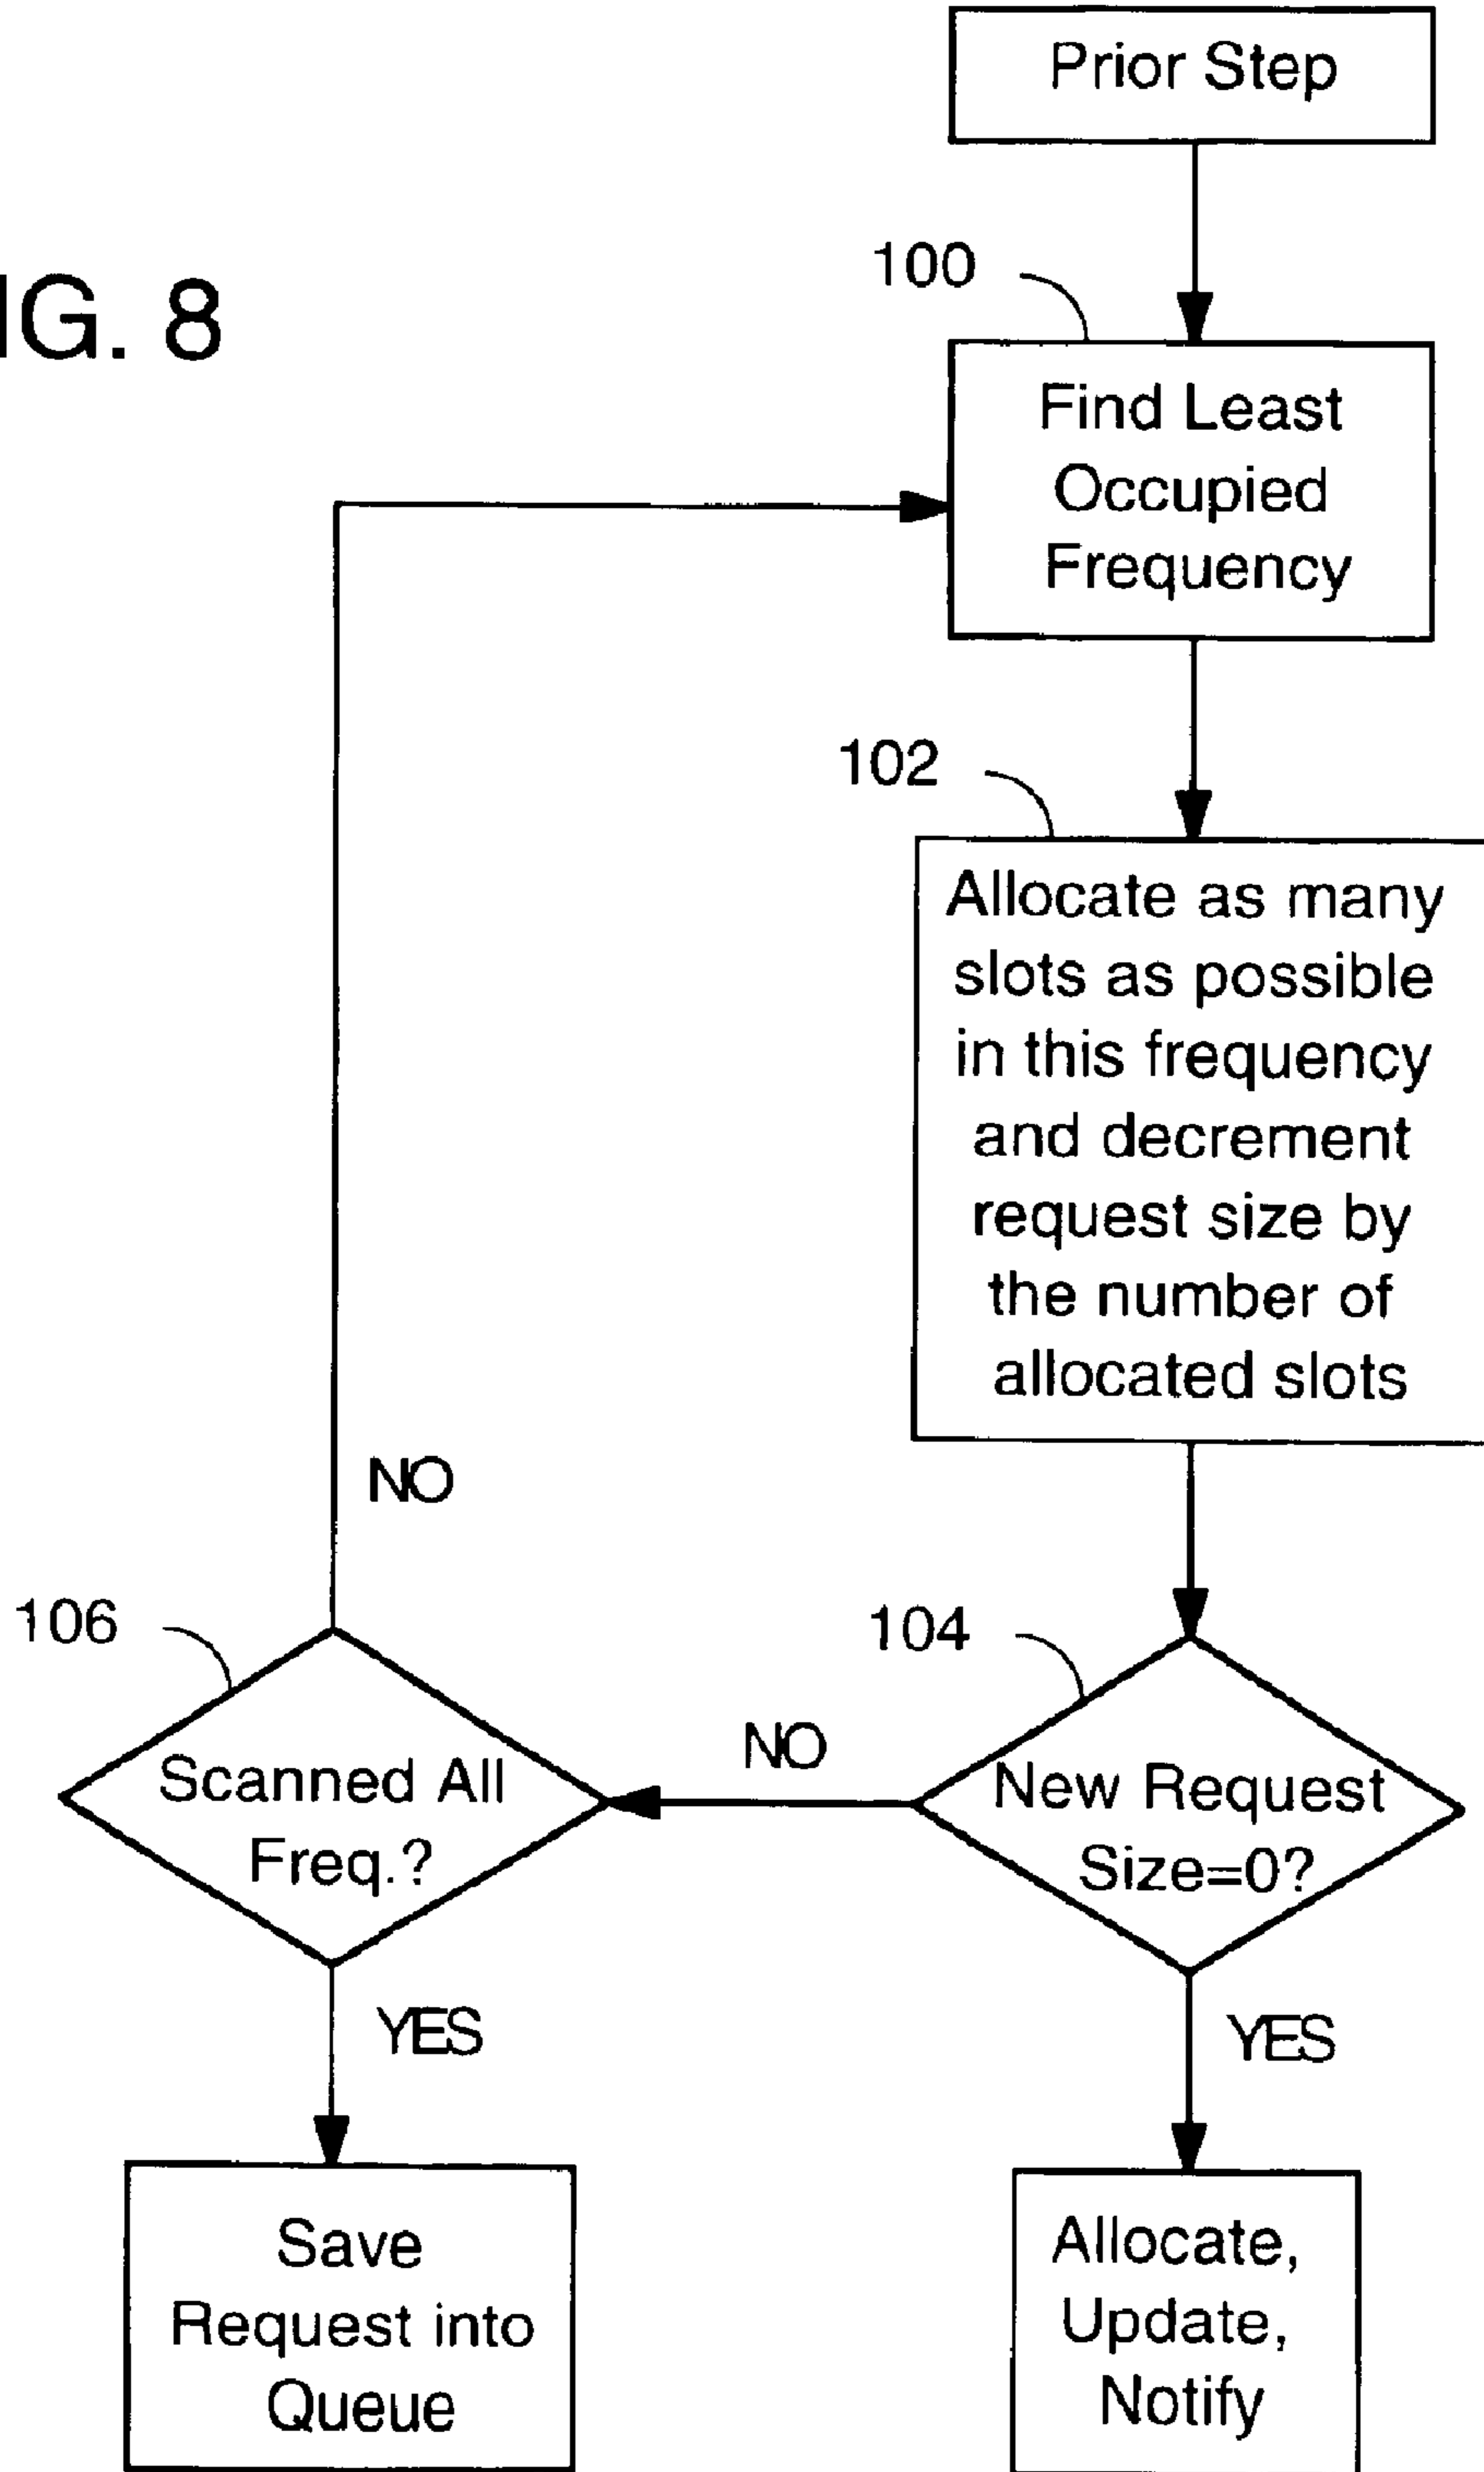 Prior Step
100
IG. 8
Find Least
Occupied
Frequency
102
Allocate as many
slots as possible
in this frequency
and decrement
request size by
the number of
allocated slots
NO
106
104
Scanned All
Freq.?
NO
New Request
Size=0?
YES
YES
Save
Request into
Queue
Allocate,
Update,
Notify